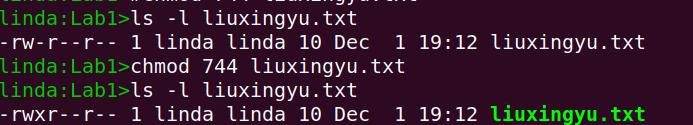 linda:Lab1>ls -l liuxingyu.txt
-rw-r--r-- 1 linda linda 10 Dec  1 19:12 liuxingyu.txt
linda:Lab1>chmod 744 liuxingyu.txt
linda:Lab1>ls -l liuxingyu.txt
-rwxr--r-- 1 linda linda 10 Dec  1 19:12 liuxingyu.txt